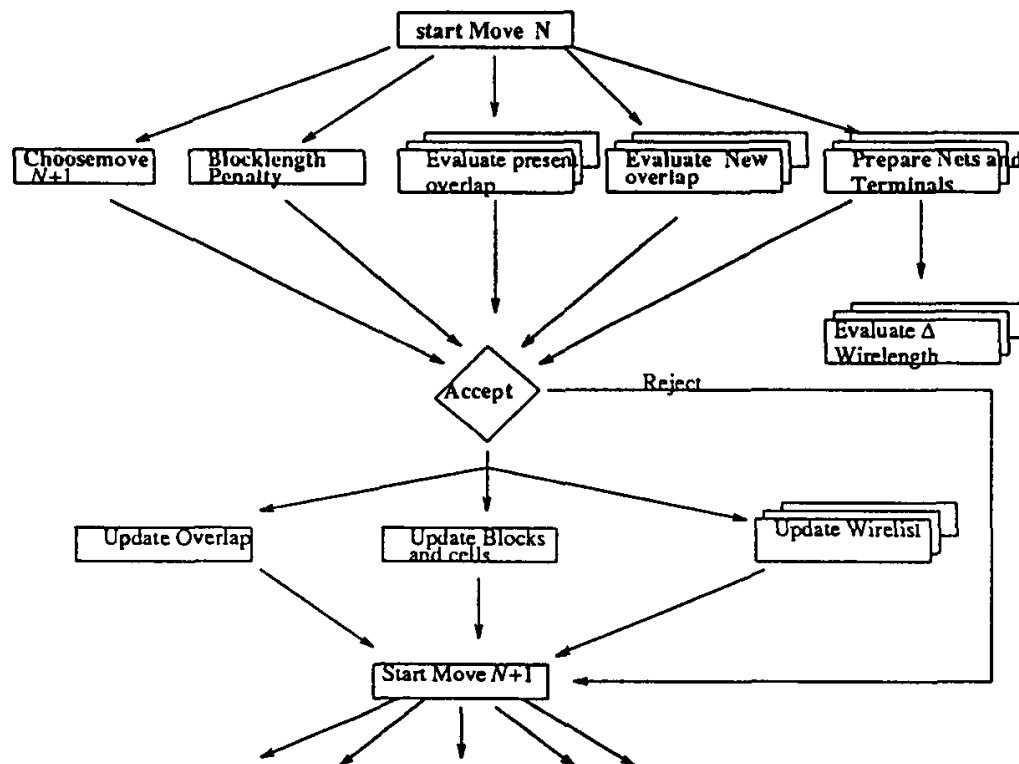 start Move N
Choosemove
N+1
Blocklength
Penalty
Evaluate presen
overlap
Evaluate New
overlap
Prepare Nets and
Terminals
Evaluate Δ
Wirelength
Accept
Reject
Update Overlap
Update Blocks
and cells
Update Wirelist
Start Move N+1